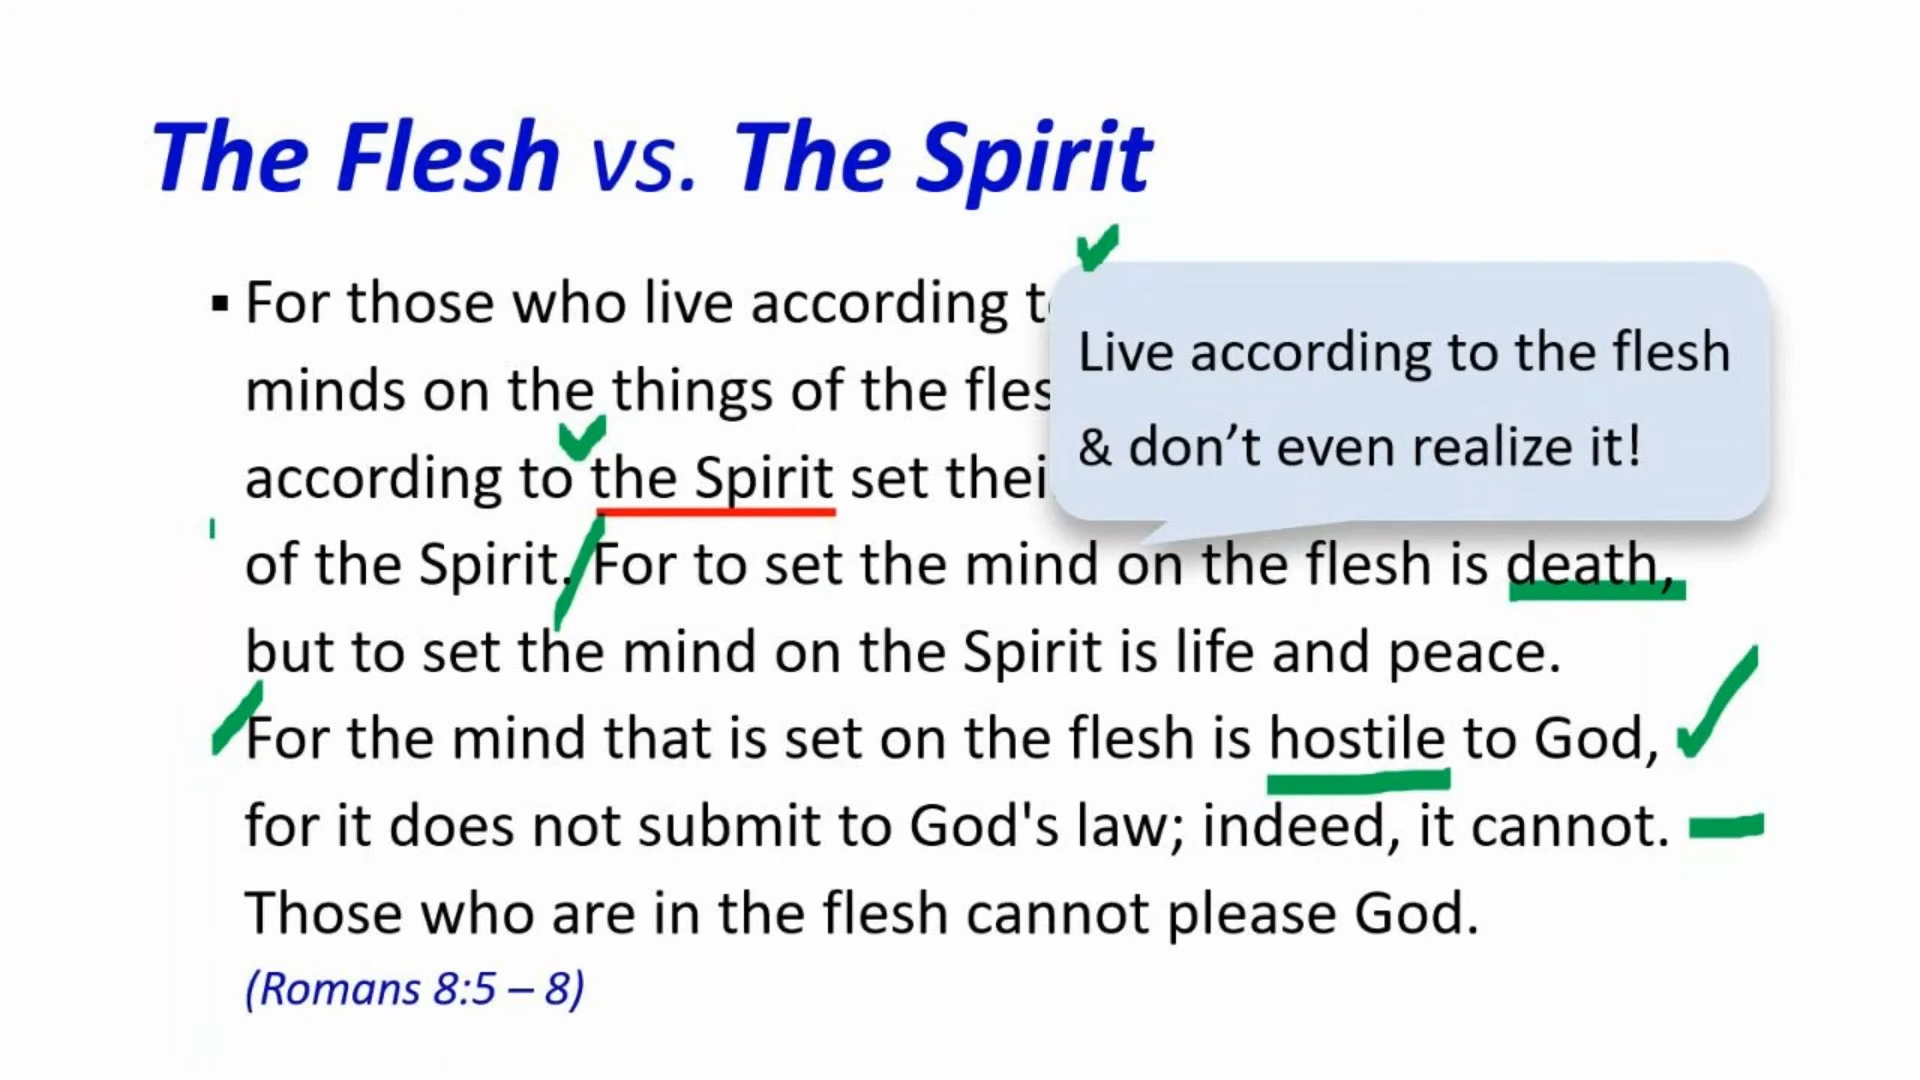 The Flesh vs. The Spirit
▪ For those who live according
minds on the things of the
according to the Spirit set
of the Spirit. For to set the mind on the flesh is death,
but to set the mind on the Spirit is life and peace.
For the mind that is set on the flesh is hostile to God,
for it does not submit to God's law; indeed, it cannot.
Those who are in the flesh cannot please God.
(Romans 8:5 – 8)
Live according to the flesh
& don't even realize it!